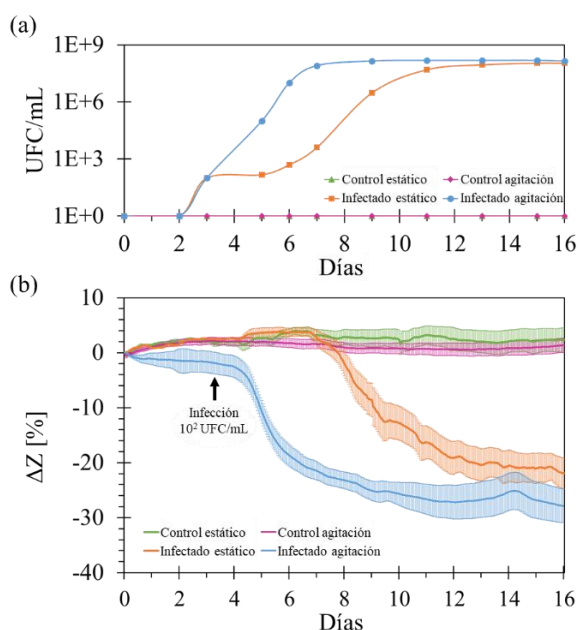 (a)
1E+9
1E+6
1E+3
1E+0
UFC/mL
Control estático Control agitación
Infectado estático Infectado agitación
0 2 4 6 8 10 12 14 16
Días
(b)
10
0
-10
-20
-30
-40
ΔZ [%]
Infección
10² UFC/mL
Control estático Control agitación
Infectado estático Infectado agitación
0 2 4 6 8 10 12 14 16
Días